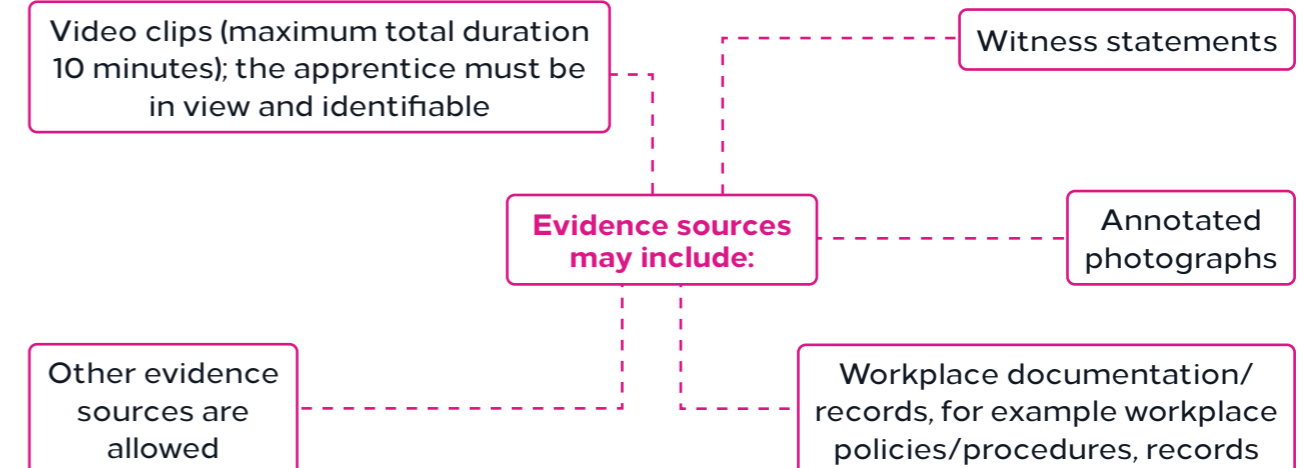 Video clips (maximum total duration
10 minutes); the apprentice must be
in view and identifiable
Witness statements
Evidence sources
may include:
Annotated
photographs
Other evidence
sources are
allowed
Workplace documentation/
records, for example workplace
policies/procedures, records